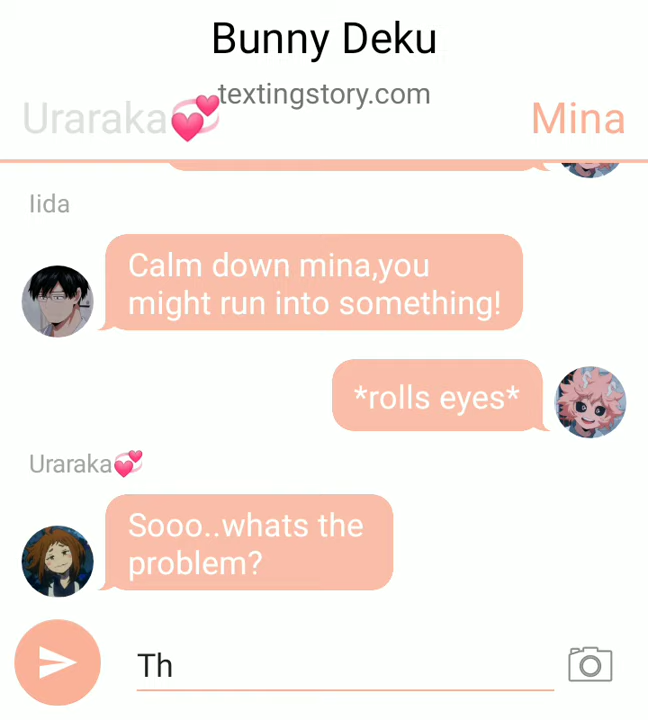 Bunny Deku
textingstory.com
Uraraka💞
Mina
Iida
Calm down mina,you
might run into something!
*rolls eyes*
Uraraka💞
Sooo..whats the
problem?
Th